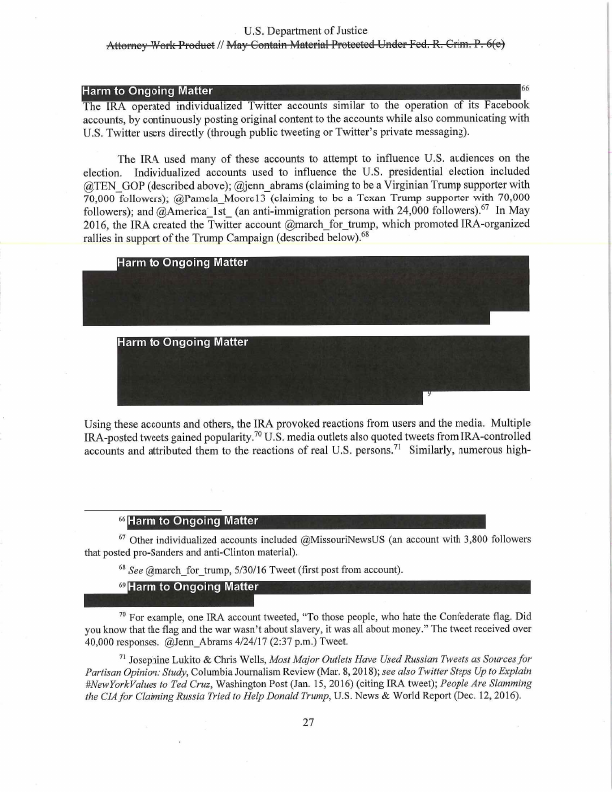 U.S. Department of Justice
Attorney Work Product // May Contain Material Protected Under Fed. R. Crim. P. 6(e)
Harm to Ongoing Matter 66
The IRA operated individualized Twitter accounts similar to the operation of its Facebook
accounts, by continuously posting original content to the accounts while also communicating with
U.S. Twitter users directly (through public tweeting or Twitter's private messaging).
The IRA used many of these accounts to attempt to influence U.S. audiences on the
election. Individualized accounts used to influence the U.S. presidential election included
@TEN_GOP (described above); @jenn_abrams (claiming to be a Virginian Trump supporter with
70,000 followers); @Pamela_Moore13 (claiming to be a Texan Trump supporter with 70,000
followers); and @America_1st_ (an anti-immigration persona with 24,000 followers).67 In May
2016, the IRA created the Twitter account @march_for_trump, which promoted IRA-organized
rallies in support of the Trump Campaign (described below).68
Harm to Ongoing Matter
Harm to Ongoing Matter
Using these accounts and others, the IRA provoked reactions from users and the media. Multiple
IRA-posted tweets gained popularity.70 U.S. media outlets also quoted tweets from IRA-controlled
accounts and attributed them to the reactions of real U.S. persons.71 Similarly, numerous high-
66 Harm to Ongoing Matter
67 Other individualized accounts included @MissouriNewsUS (an account with 3,800 followers
that posted pro-Sanders and anti-Clinton material).
68 See @march_for_trump, 5/30/16 Tweet (first post from account).
69 Harm to Ongoing Matter
70 For example, one IRA account tweeted, "To those people, who hate the Confederate flag. Did
you know that the flag and the war wasn't about slavery, it was all about money." The tweet received over
40,000 responses. @Jenn_Abrams 4/24/17 (2:37 p.m.) Tweet.
71 Josephine Lukito & Chris Wells, Most Major Outlets Have Used Russian Tweets as Sources for
Partisan Opinion: Study, Columbia Journalism Review (Mar. 8, 2018); see also Twitter Steps Up to Explain
#NewYorkValues to Ted Cruz, Washington Post (Jan. 15, 2016) (citing IRA tweet); People Are Slamming
the CIA for Claiming Russia Tried to Help Donald Trump, U.S. News & World Report (Dec. 12, 2016).
27